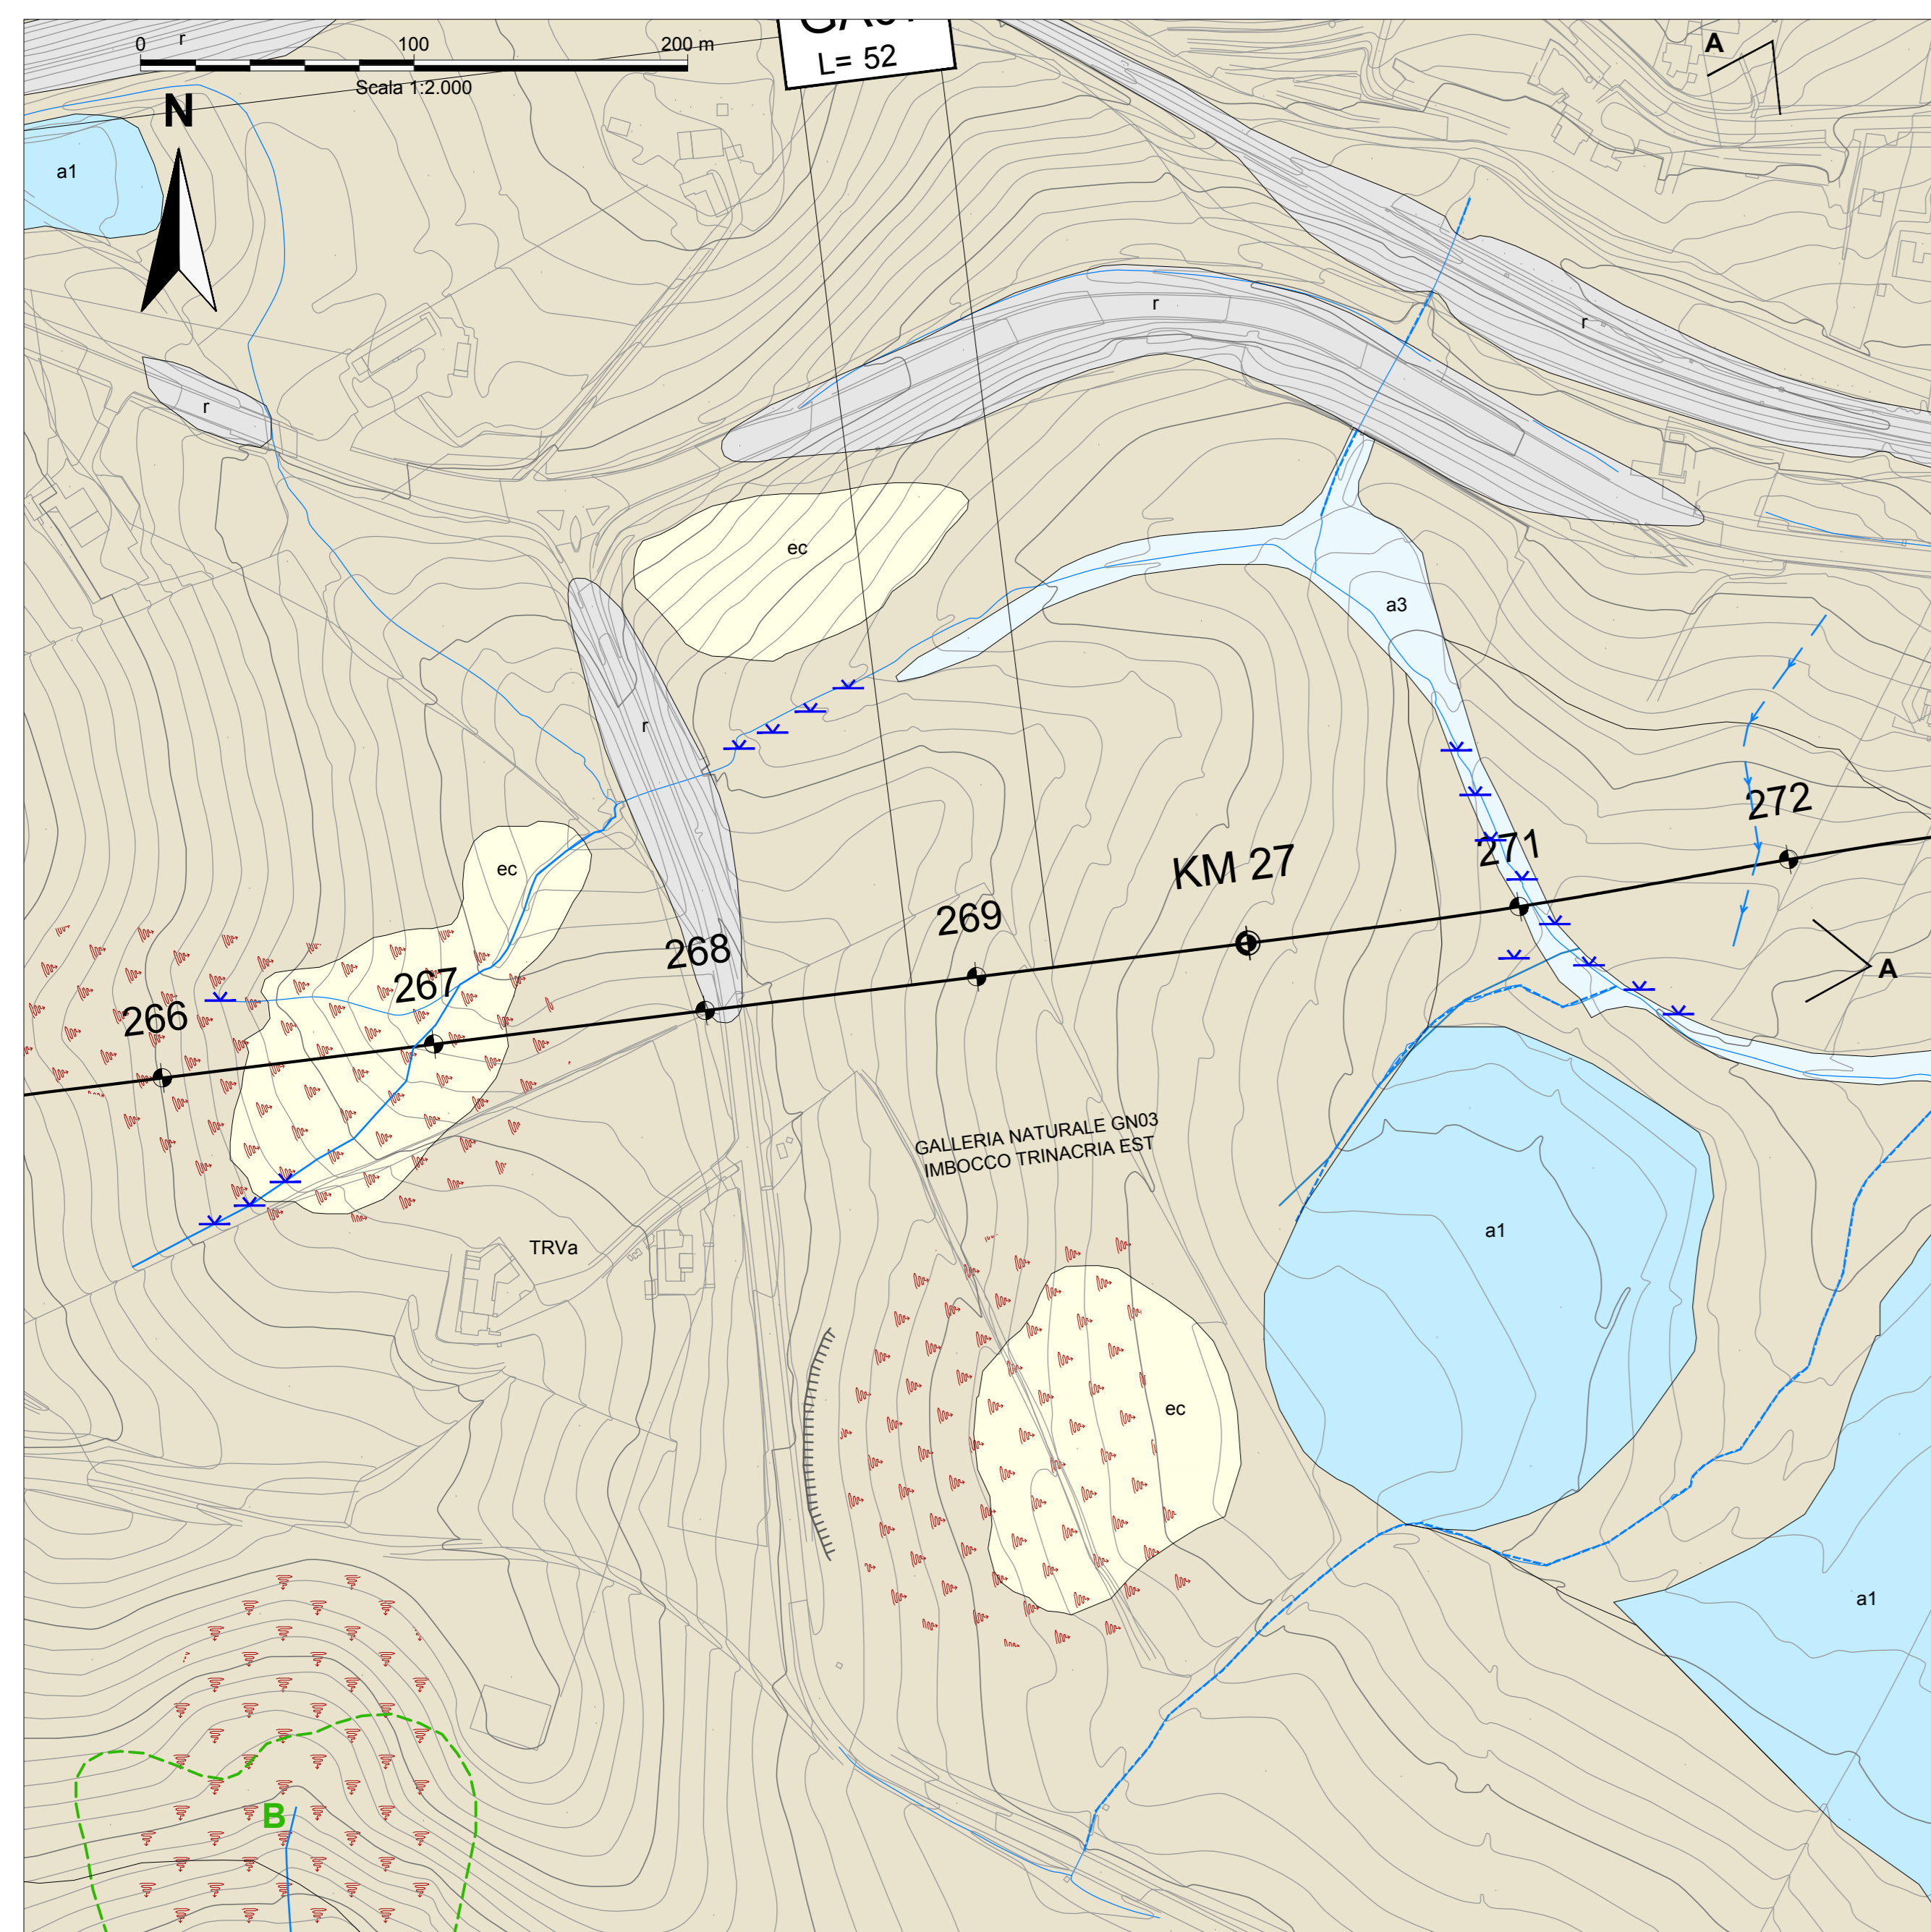 L= 52
0 100 200 m
Scala 1:2.000
r
N
A
a1
r
r
r
ec
a3
r
272
271
KM 27
ec
269
268
267
266
A
GALLERIA NATURALE GN03
IMBOCCO TRINACRIA EST
a1
TRVa
ec
a1
B